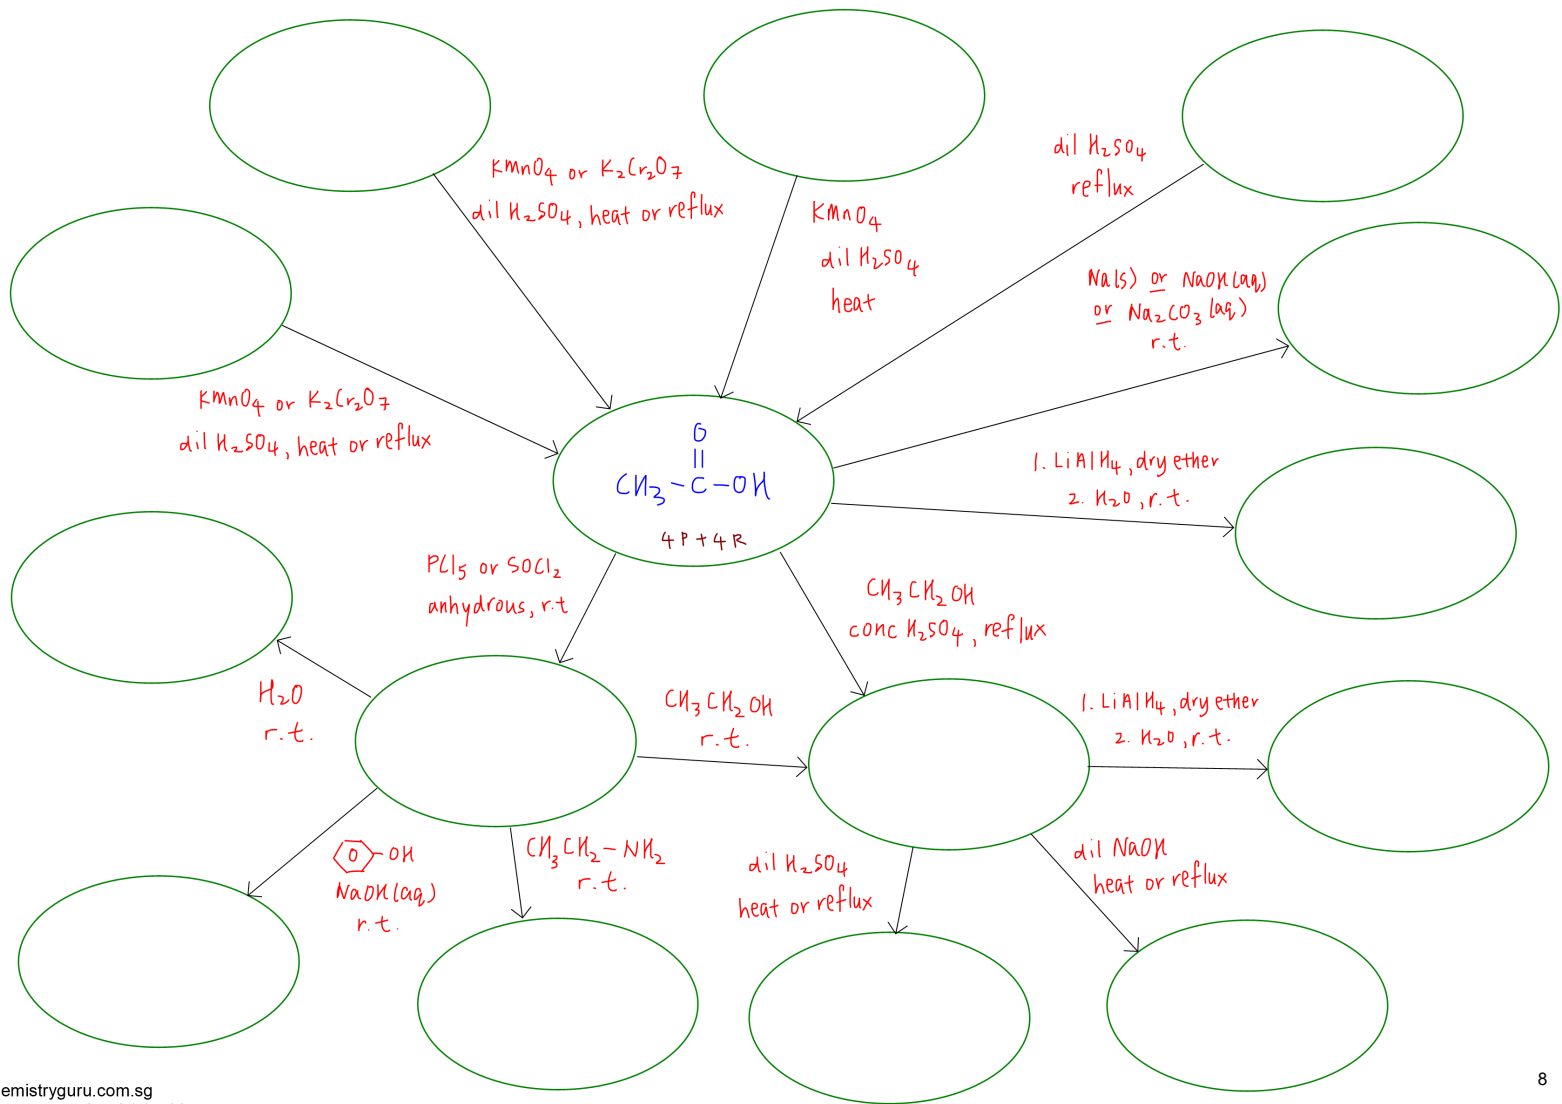 KMnO4 or K2Cr2O7
dil H2SO4, heat or reflux
KMnO4
dil H2SO4
heat
dil H2SO4
reflux
Na(s) or NaOH(aq)
or Na2CO3(aq)
r.t.
KMnO4 or K2Cr2O7
dil H2SO4, heat or reflux
O
||
CH3-C-OH
4P+4R
1. LiAlH4, dry ether
2. H2O, r.t.
PCl5 or SOCl2
anhydrous, r.t
CH3CH2OH
conc H2SO4, reflux
H2O
r.t.
CH3CH2OH
r.t.
1. LiAlH4, dry ether
2. H2O, r.t.
-OH
NaOH(aq)
r.t.
CH3CH2-NH2
r.t.
dil H2SO4
heat or reflux
dil NaOH
heat or reflux
emistryguru.com.sg
8